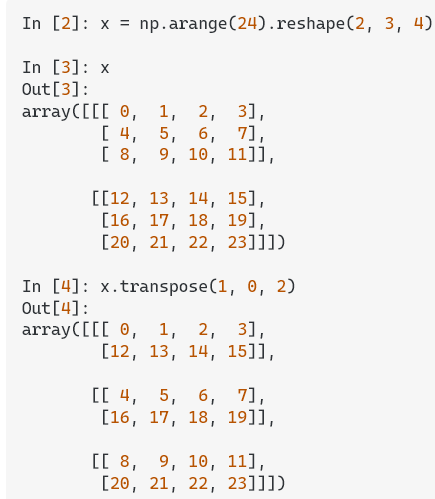 In [2]: x = np.arange(24).reshape(2, 3, 4)
In [3]: x
Out[3]:
array([[[ 0,  1,  2,  3],
        [ 4,  5,  6,  7],
        [ 8,  9, 10, 11]],
       [[12, 13, 14, 15],
        [16, 17, 18, 19],
        [20, 21, 22, 23]]])
In [4]: x.transpose(1, 0, 2)
Out[4]:
array([[[ 0,  1,  2,  3],
        [12, 13, 14, 15]],
       [[ 4,  5,  6,  7],
        [16, 17, 18, 19]],
       [[ 8,  9, 10, 11],
        [20, 21, 22, 23]]])